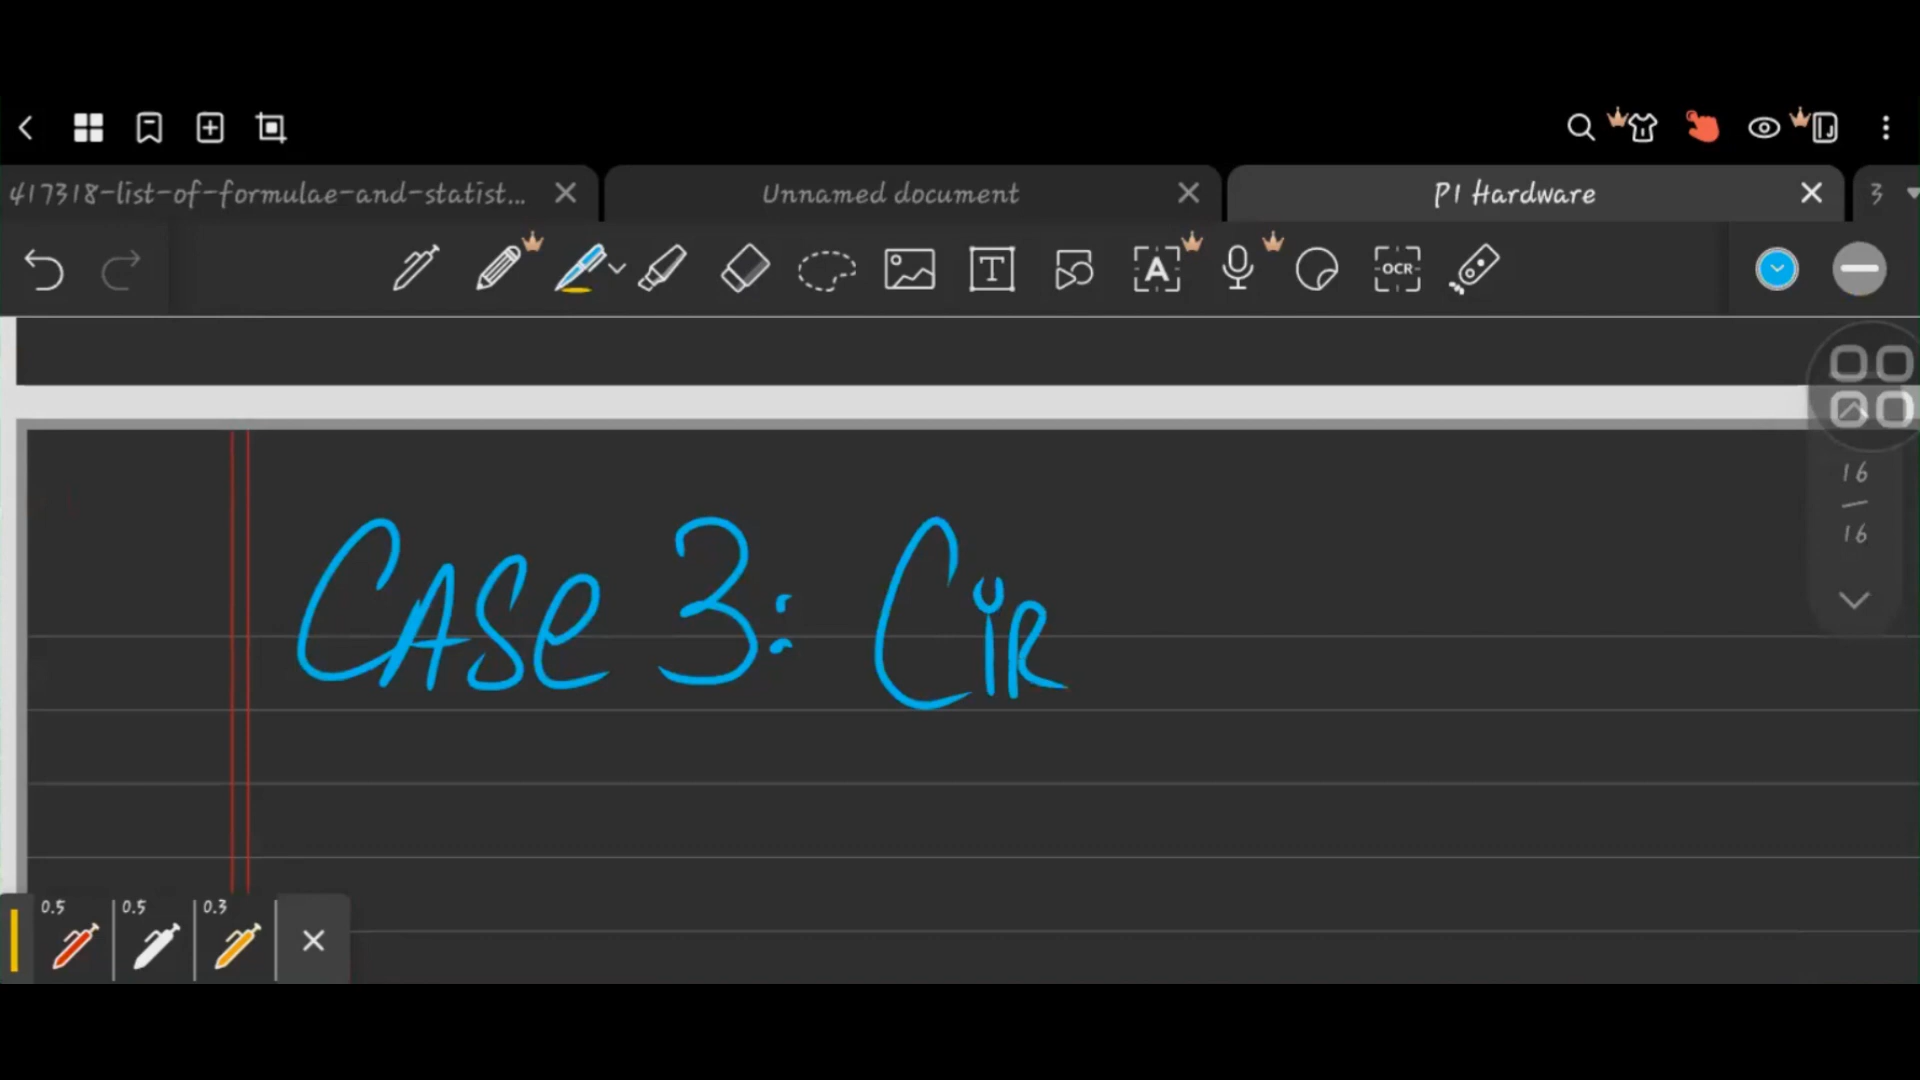 417318-list-of-formulae-and-statist...
Unnamed document
P1 Hardware
3
A
T
OCR
16
16
CASE 3: CiR
0.5
0.5
0.3